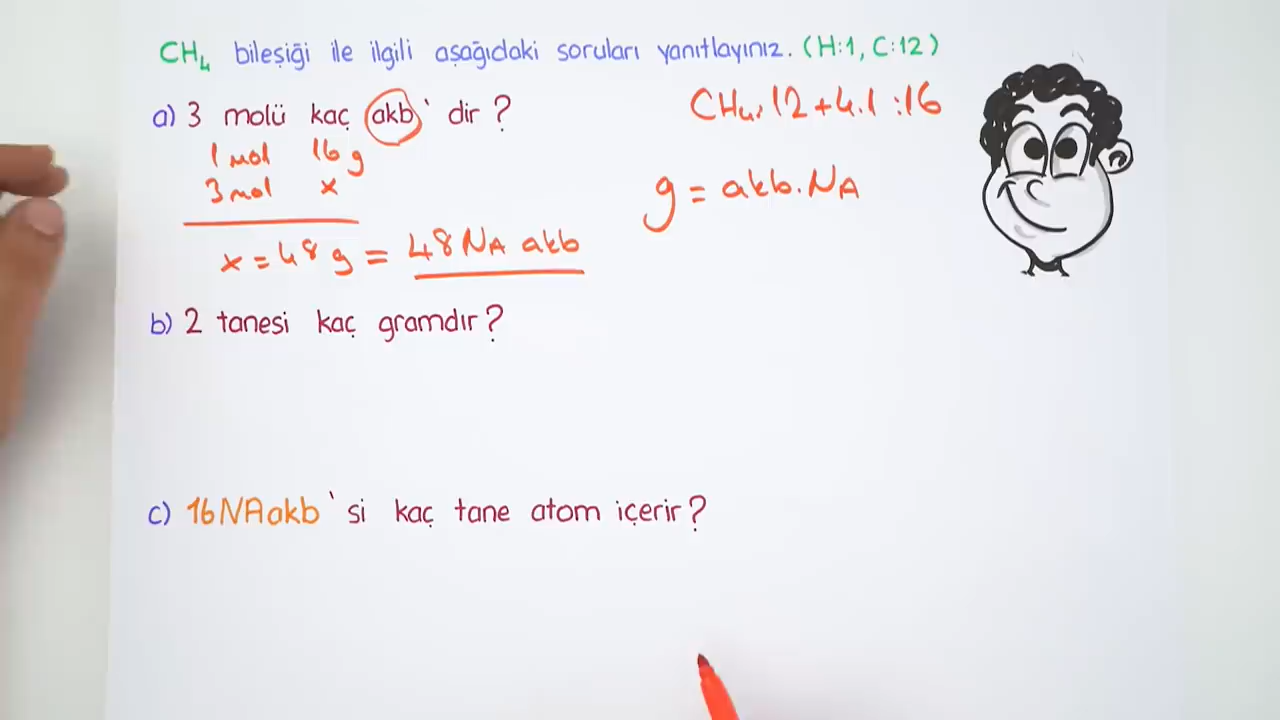 CH₄ bileşiği ile ilgili aşağıdaki soruları yanıtlayınız. (H:1, C:12)
a) 3 molü kaç akb' dir ?
CH₄: 12 + 4.1 : 16
1 mol 16 g
3 mol x
g = akb.NA
x = 48 g = 48 NA akb
b) 2 tanesi kaç gramdır ?
c) 16NAakb'si kaç tane atom içerir ?